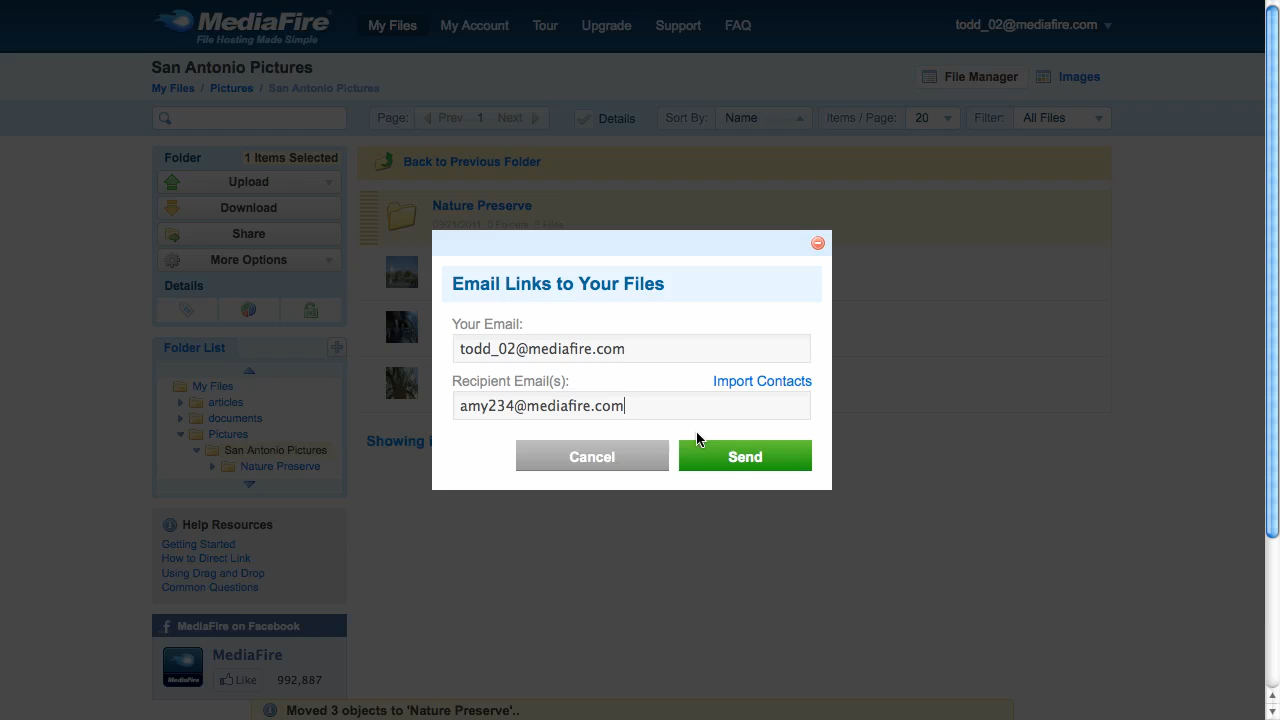 MediaFire
File Hosting Made Simple
My Files
My Account
Tour
Upgrade
Support
FAQ
todd_02@mediafire.com
San Antonio Pictures
My Files / Pictures / San Antonio Pictures
File Manager
Images
Page:
Prev 1 Next
Details
Sort By:
Name
Items / Page:
20
Filter:
All Files
Folder
1 Items Selected
Upload
Download
Share
More Options
Details
Back to Previous Folder
Nature Preserve
Email Links to Your Files
Your Email:
todd_02@mediafire.com
Recipient Email(s):
Import Contacts
amy234@mediafire.com
Cancel
Send
Folder List
My Files
articles
documents
Pictures
San Antonio Pictures
Nature Preserve
Showing
Help Resources
Getting Started
How to Direct Link
Using Drag and Drop
Common Questions
f MediaFire on Facebook
MediaFire
MediaFire
Like
992,887
Moved 3 objects to 'Nature Preserve'..